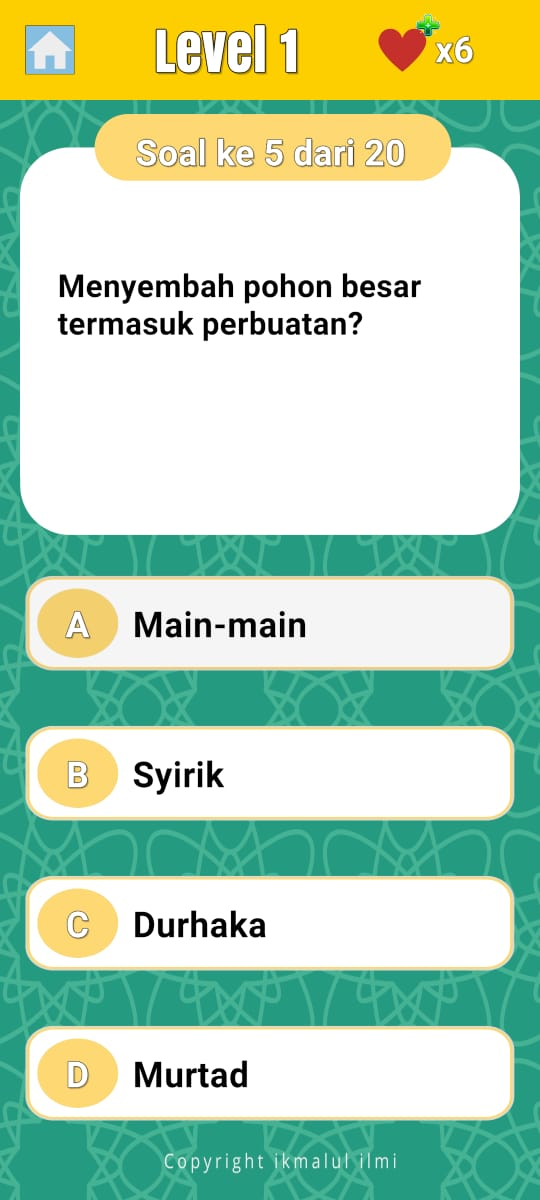 Level 1
x6
Soal ke 5 dari 20
Menyembah pohon besar
termasuk perbuatan?
A Main-main
B Syirik
C Durhaka
D Murtad
Copyright ikmalul ilmi